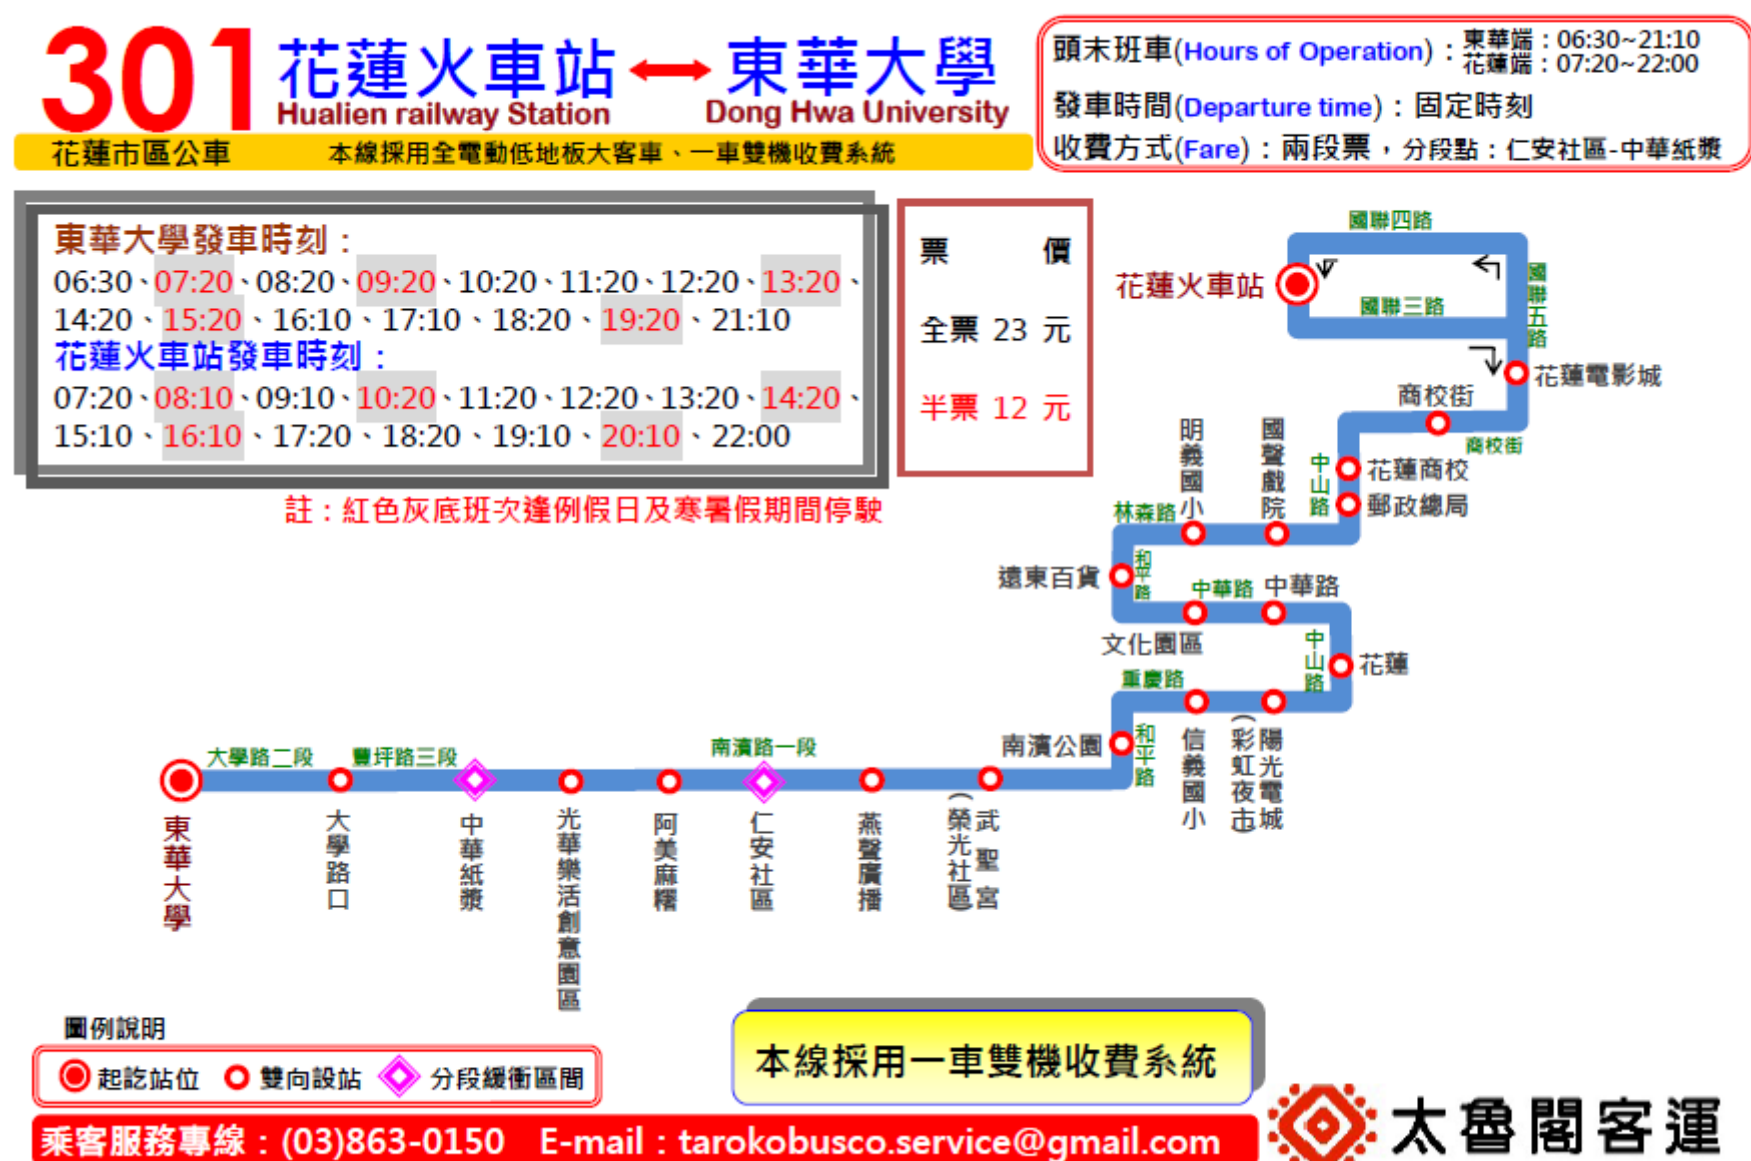 301
花蓮火車站
東華大學
Hualien railway Station
Dong Hwa University
花蓮市區公車
本線採用全電動低地板大客車、一車雙機收費系統
頭末班車(Hours of Operation)：東華端：06:30~21:10
花蓮端：07:20~22:00
發車時間(Departure time)：固定時刻
收費方式(Fare)：兩段票，分段點：仁安社區-中華紙漿
東華大學發車時刻：
06:30、07:20、08:20、09:20、10:20、11:20、12:20、13:20、
14:20、15:20、16:10、17:10、18:20、19:20、21:10
花蓮火車站發車時刻：
07:20、08:10、09:10、10:20、11:20、12:20、13:20、14:20、
15:10、16:10、17:20、18:20、19:10、20:10、22:00
註：紅色灰底班次逢例假日及寒暑假期間停駛
票 價
全票 23 元
半票 12 元
國聯四路
花蓮火車站
國聯三路
國聯五路
花蓮電影城
商校街
商校街
中山路
花蓮商校
郵政總局
國聲戲院
明義國小
林森路
和平路
遠東百貨
中華路
中華路
文化園區
中山路
花蓮
重慶路
陽光電城
(彩虹夜市)
信義國小
和平路
南濱公園
南濱路一段
豐坪路三段
大學路二段
東華大學
大學路口
中華紙漿
光華樂活創意園區
阿美麻糬
仁安社區
燕聲廣播
武聖宮
(榮光社區)
圖例說明
起訖站位
雙向設站
分段緩衝區間
本線採用一車雙機收費系統
乘客服務專線：(03)863-0150 E-mail：tarokobusco.service@gmail.com
太魯閣客運